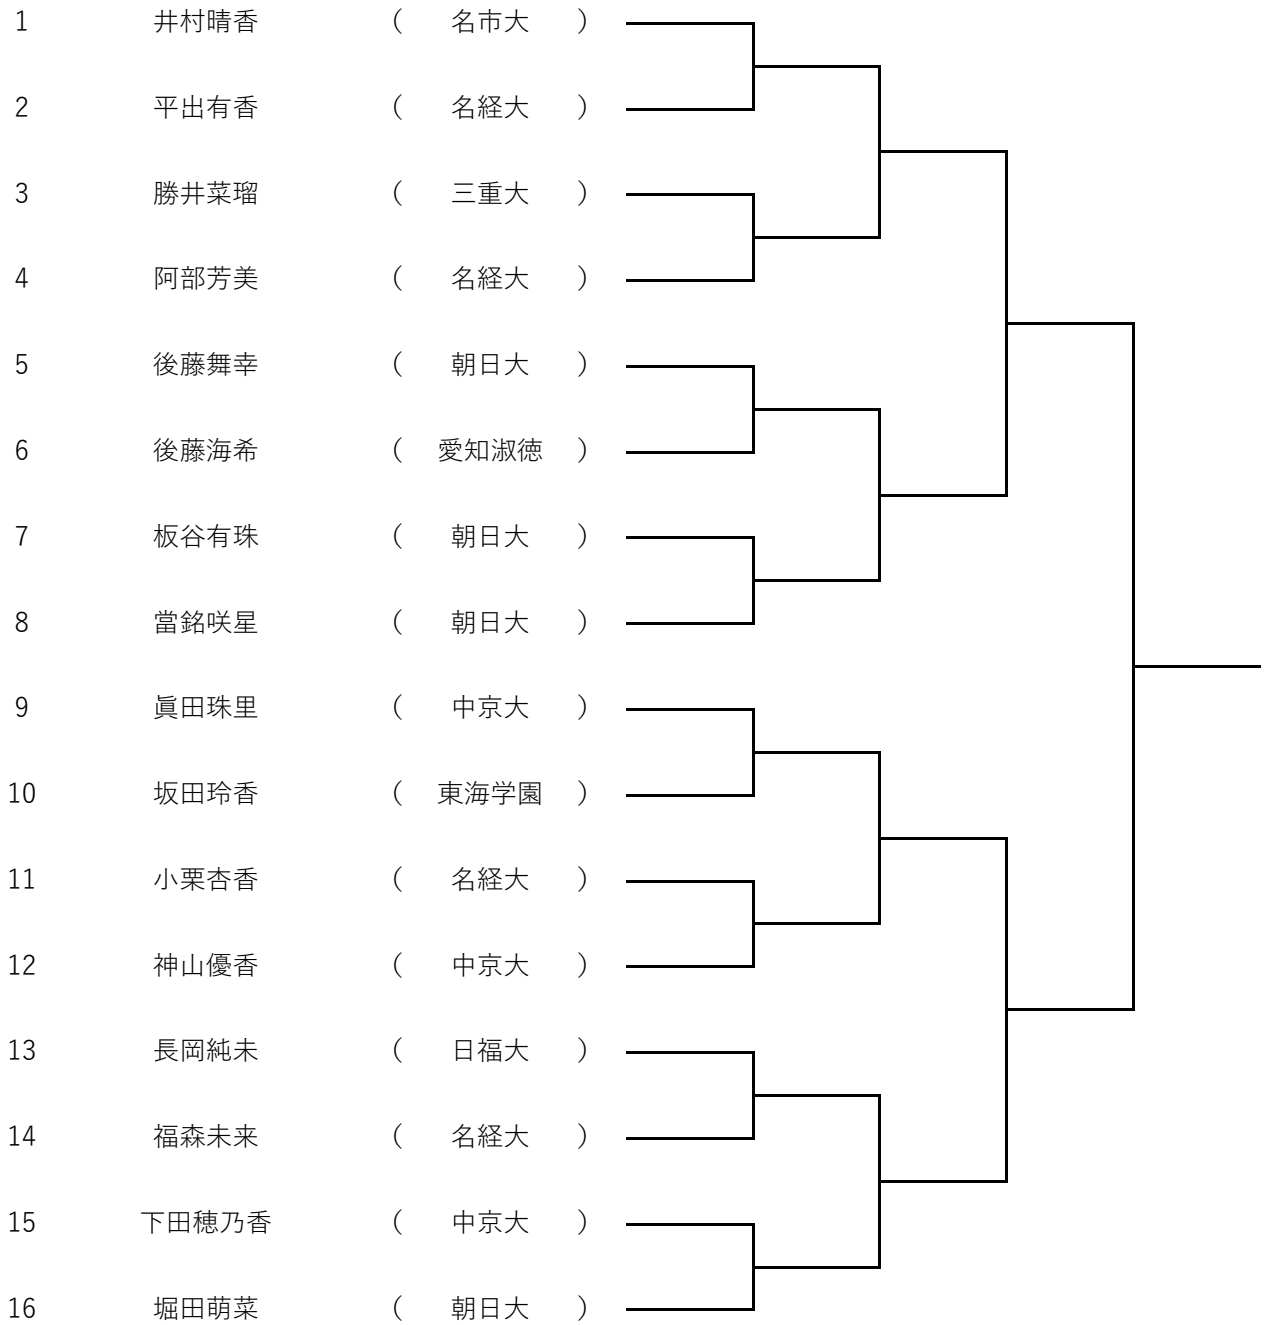 1 井村晴香 ( 名市大 )
2 平出有香 ( 名経大 )
3 勝井菜瑠 ( 三重大 )
4 阿部芳美 ( 名経大 )
5 後藤舞幸 ( 朝日大 )
6 後藤海希 ( 愛知淑徳 )
7 板谷有珠 ( 朝日大 )
8 當銘咲星 ( 朝日大 )
9 眞田珠里 ( 中京大 )
10 坂田玲香 ( 東海学園 )
11 小栗杏香 ( 名経大 )
12 神山優香 ( 中京大 )
13 長岡純未 ( 日福大 )
14 福森未来 ( 名経大 )
15 下田穂乃香 ( 中京大 )
16 堀田萌菜 ( 朝日大 )